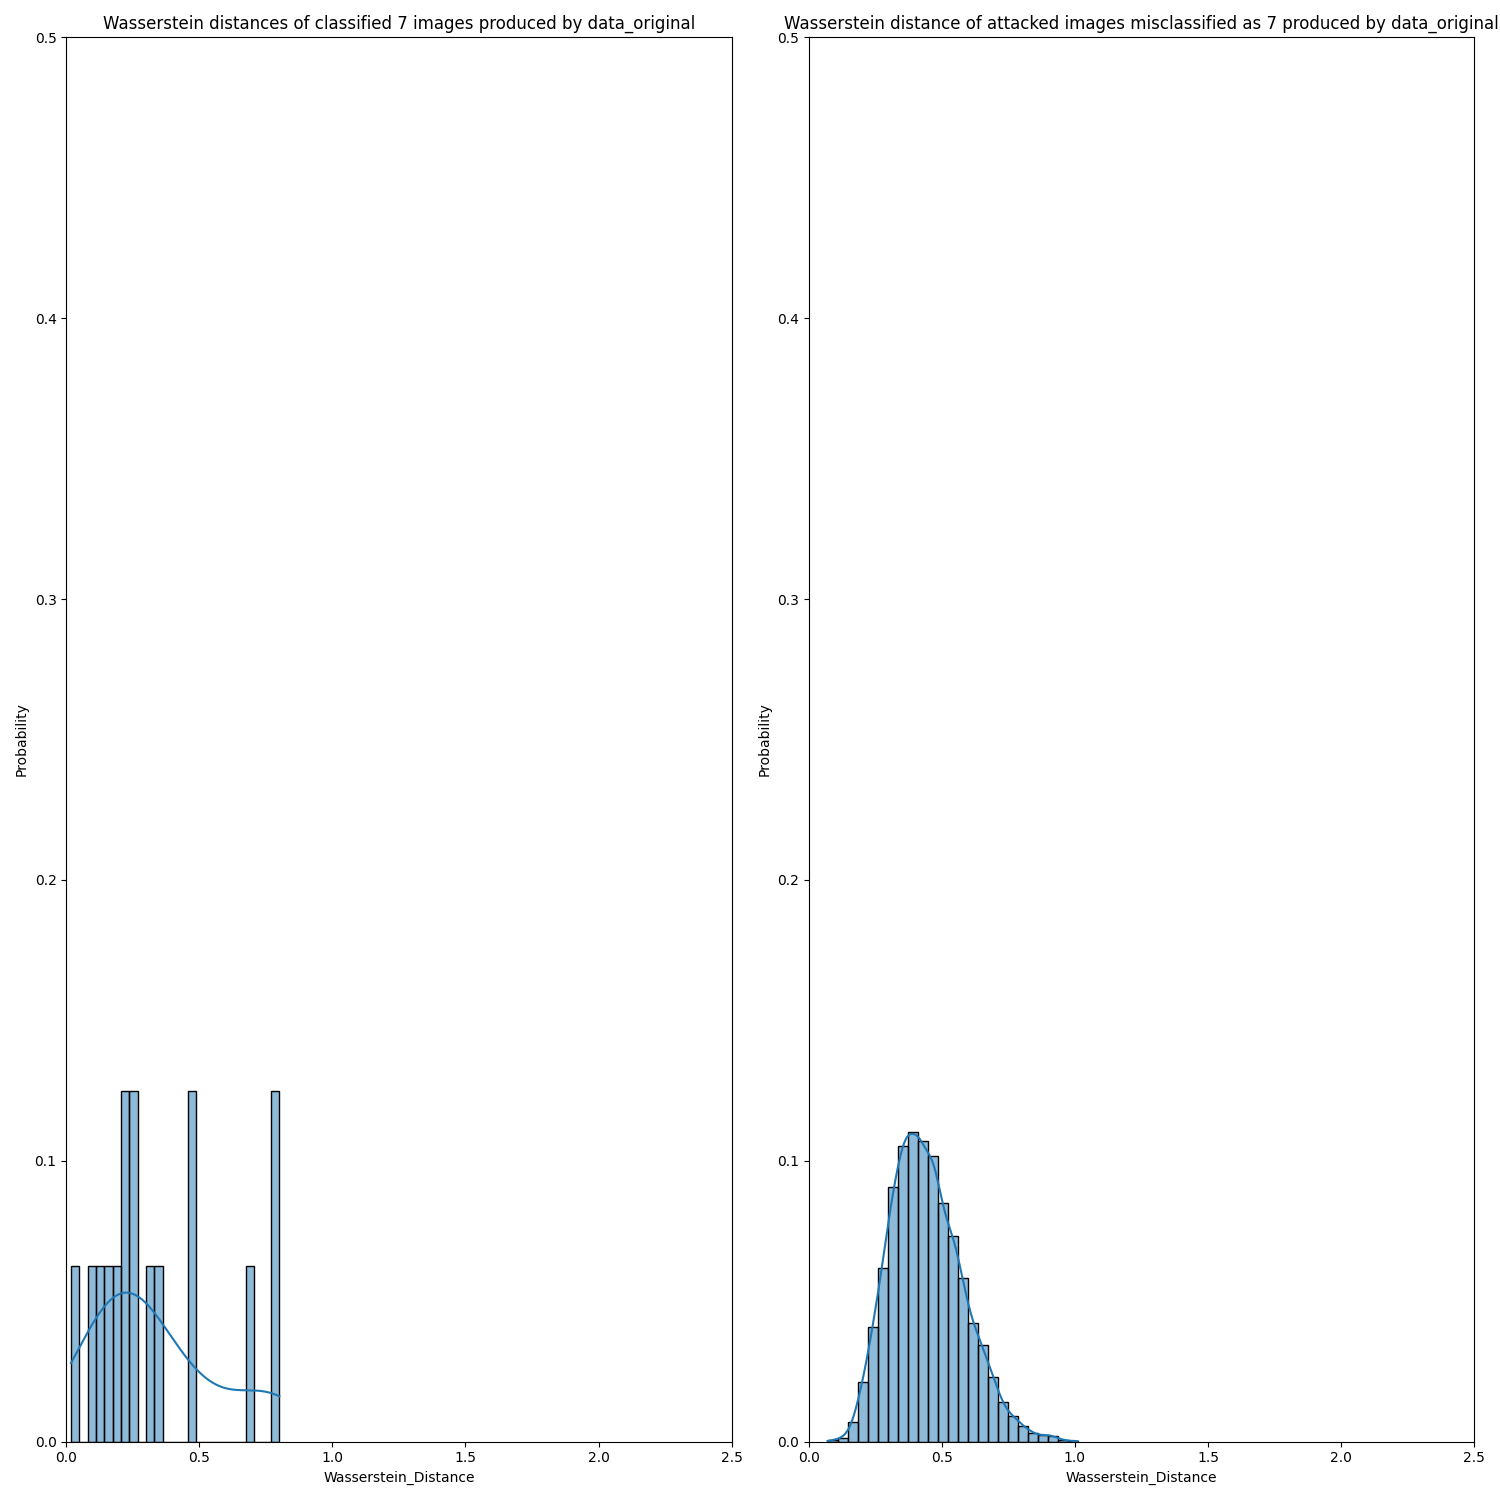 Wasserstein distances of classified 7 images produced by data_original
0.5
0.4
0.3
0.2
0.1
0.0
Probability
0.0 0.5 1.0 1.5 2.0 2.5
Wasserstein_Distance
Wasserstein distance of attacked images misclassified as 7 produced by data_original
0.5
0.4
0.3
0.2
0.1
0.0
Probability
0.0 0.5 1.0 1.5 2.0 2.5
Wasserstein_Distance